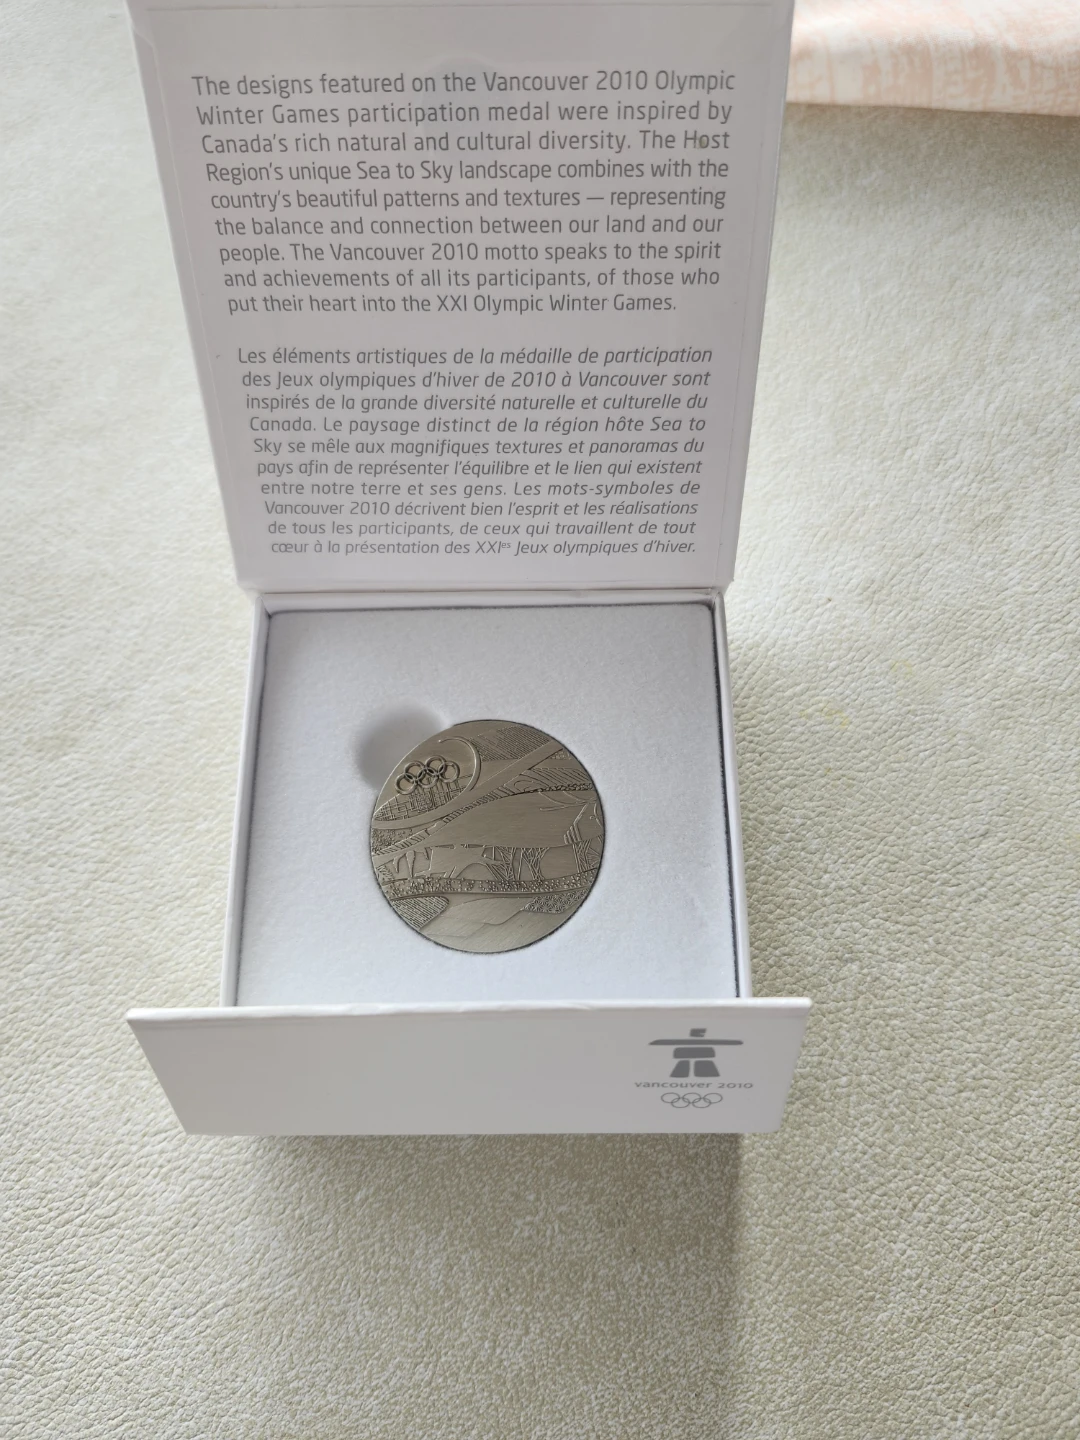 The designs featured on the Vancouver 2010 Olympic
Winter Games participation medal were inspired by
Canada's rich natural and cultural diversity. The Host
Region's unique Sea to Sky landscape combines with the
country's beautiful patterns and textures — representing
the balance and connection between our land and our
people. The Vancouver 2010 motto speaks to the spirit
and achievements of all its participants, of those who
put their heart into the XXI Olympic Winter Games.
Les éléments artistiques de la médaille de participation
des Jeux olympiques d'hiver de 2010 à Vancouver sont
inspirés de la grande diversité naturelle et culturelle du
Canada. Le paysage distinct de la région hôte Sea to
Sky se mêle aux magnifiques textures et panoramas du
pays afin de représenter l'équilibre et le lien qui existent
entre notre terre et ses gens. Les mots-symboles de
Vancouver 2010 décrivent bien l'esprit et les réalisations
de tous les participants, de ceux qui travaillent de tout
cœur à la présentation des XXIes Jeux olympiques d'hiver.
vancouver 2010